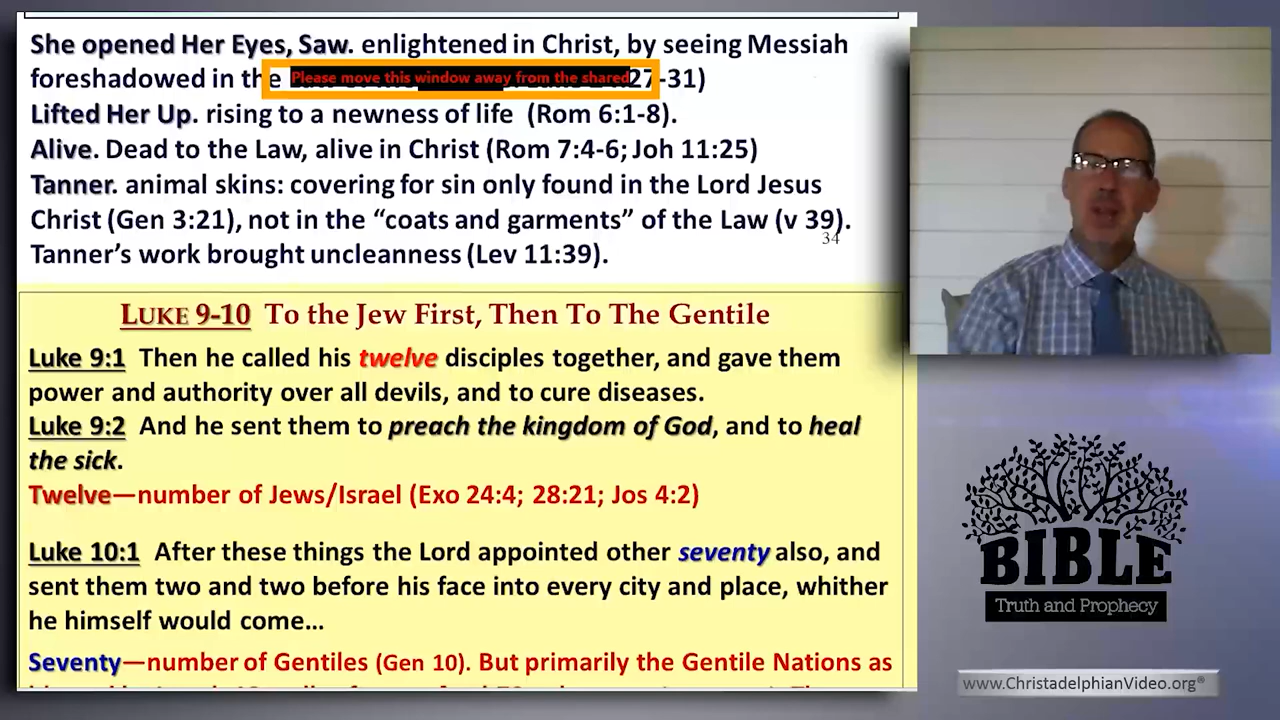 She opened Her Eyes, Saw. enlightened in Christ, by seeing Messiah
foreshadowed in the Please move this window away from the shared 27-31)
Lifted Her Up. rising to a newness of life (Rom 6:1-8).
Alive. Dead to the Law, alive in Christ (Rom 7:4-6; Joh 11:25)
Tanner. animal skins: covering for sin only found in the Lord Jesus
Christ (Gen 3:21), not in the “coats and garments” of the Law (v 39).
34
Tanner’s work brought uncleanness (Lev 11:39).
LUKE 9-10 To the Jew First, Then To The Gentile
Luke 9:1 Then he called his twelve disciples together, and gave them
power and authority over all devils, and to cure diseases.
Luke 9:2 And he sent them to preach the kingdom of God, and to heal
the sick.
Twelve—number of Jews/Israel (Exo 24:4; 28:21; Jos 4:2)
Luke 10:1 After these things the Lord appointed other seventy also, and
sent them two and two before his face into every city and place, whither
he himself would come…
Seventy—number of Gentiles (Gen 10). But primarily the Gentile Nations as
BIBLE
Truth and Prophecy
www.ChristadelphianVideo.org®